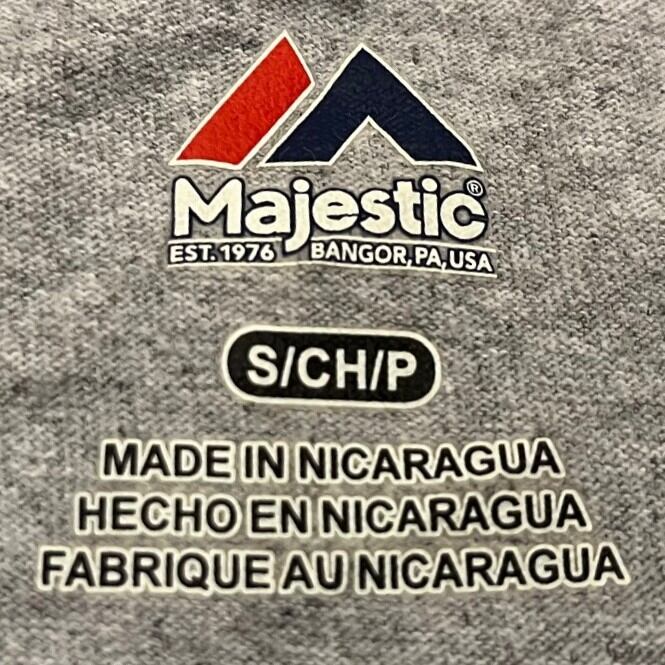 Majestic®
EST. 1976 BANGOR, PA, USA
S/CH/P
MADE IN NICARAGUA
HECHO EN NICARAGUA
FABRIQUE AU NICARAGUA